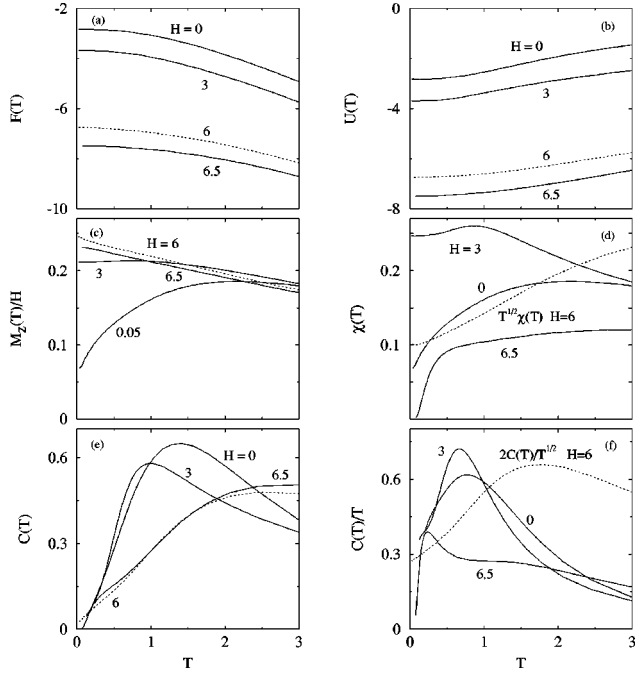 (a)
H = 0
3
6
6.5
-2
-6
-10
F(T)
(b)
H = 0
3
6
6.5
0
-4
-8
U(T)
(c)
H = 6
3
6.5
0.05
0.2
0.1
0
M_Z(T)/H
(d)
H = 3
0
T^{1/2}χ(T) H=6
6.5
0.2
0.1
0
χ(T)
(e)
H = 0
3
6.5
6
0.6
0.3
0
C(T)
0 1 2 3
T
(f)
3
2C(T)/T^{1/2} H=6
0
6.5
0.6
0.3
0
C(T)/T
0 1 2 3
T